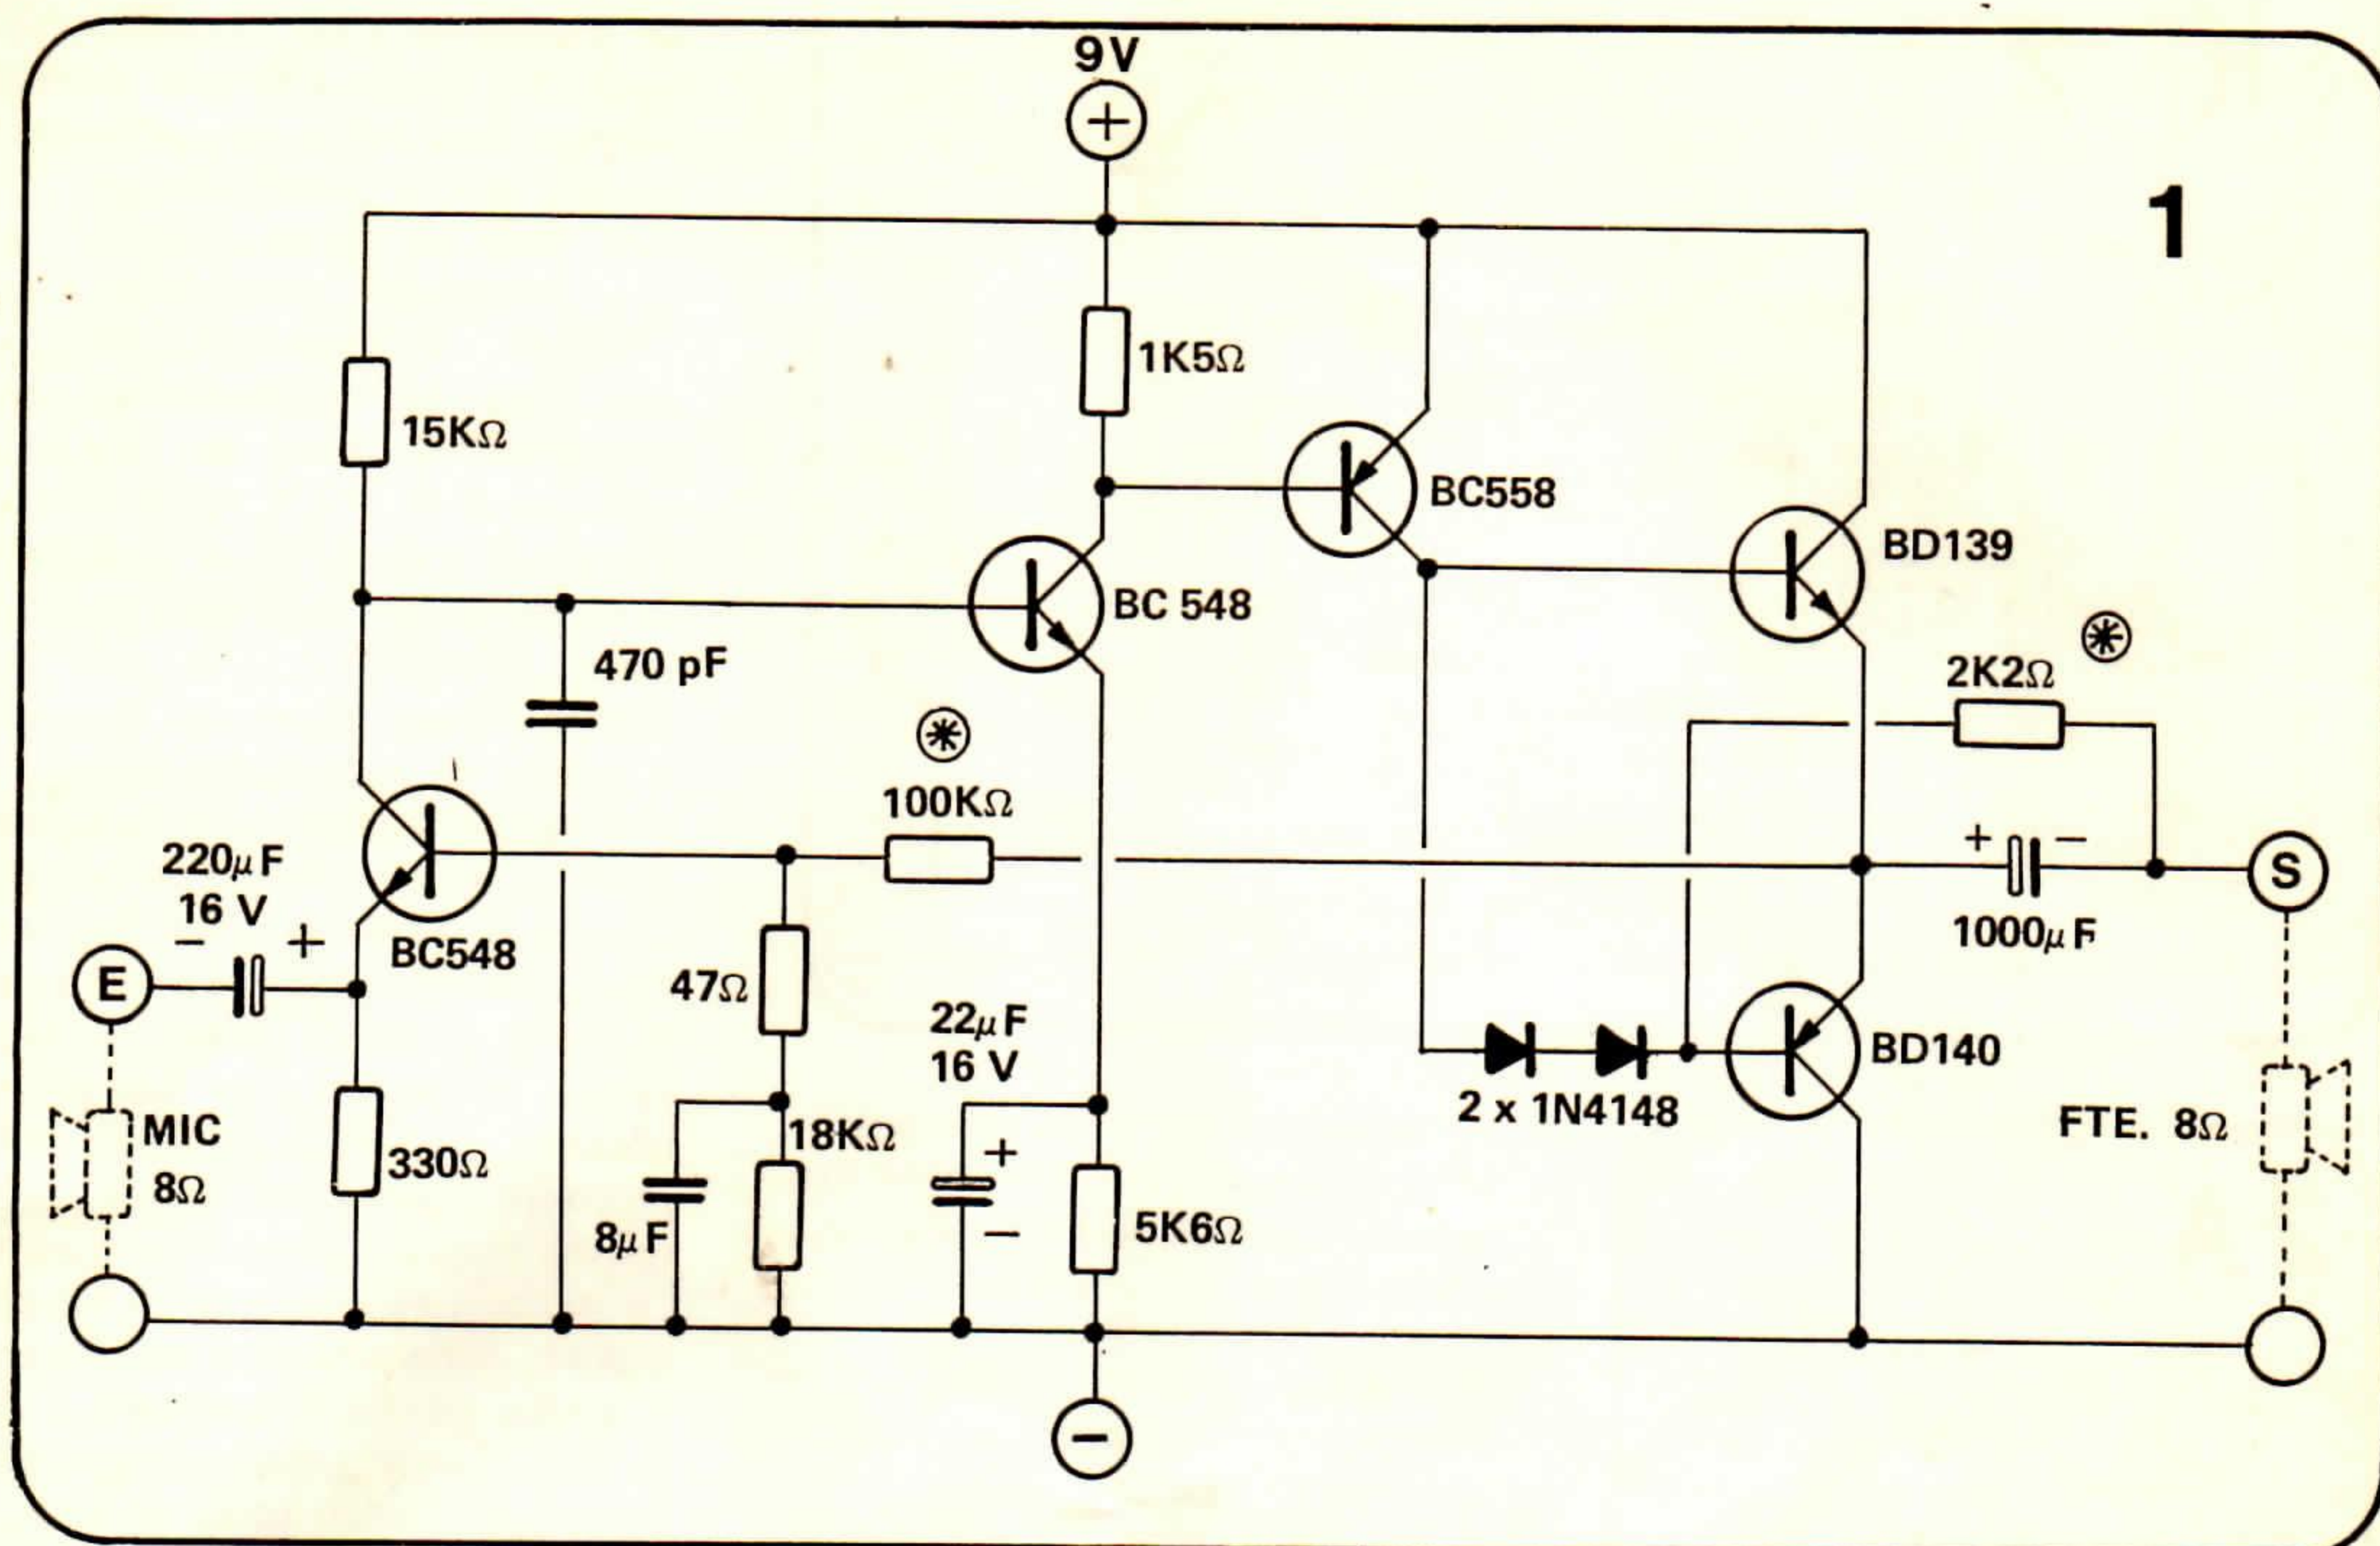 9V
+
1
1K5Ω
15KΩ
BC558
BD139
BC 548
2K2Ω
470 pF
100KΩ
220µF
16 V
+ −
− +
BC548
S
1000µF
E
47Ω
22µF
16 V
BD140
2 x 1N4148
MIC
8Ω
18KΩ
FTE. 8Ω
+
330Ω
8µF
−
5K6Ω
−